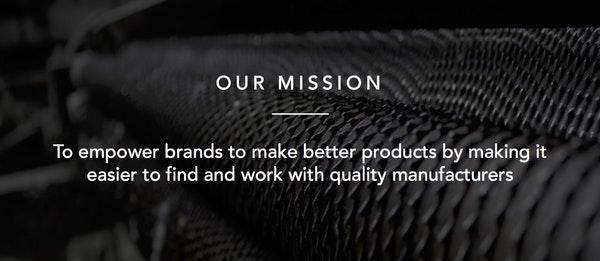 OUR MISSION
To empower brands to make better products by making it
easier to find and work with quality manufacturers